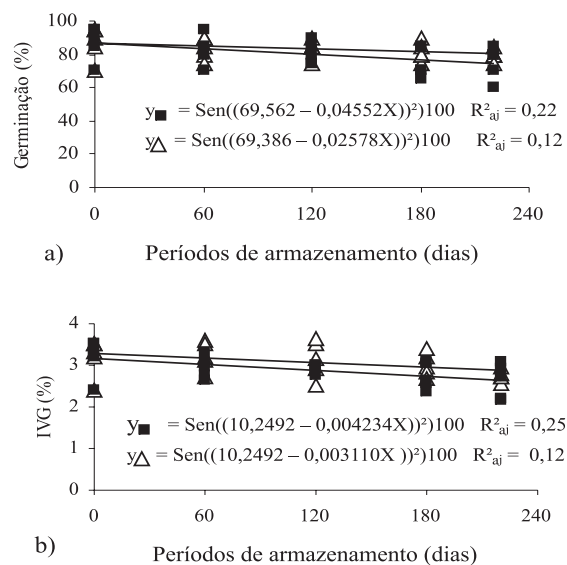 100
80
60
40
20
0
Germinação (%)
y■ = Sen((69,562 – 0,04552X))²)100 R²aj = 0,22
y△ = Sen((69,386 – 0,02578X))²)100 R²aj = 0,12
0 60 120 180 240
a) Períodos de armazenamento (dias)
4
3
2
1
0
IVG (%)
y■ = Sen((10,2492 – 0,004234X))²)100 R²aj = 0,25
y△ = Sen((10,2492 – 0,003110X ))²)100 R²aj = 0,12
0 60 120 180 240
b) Períodos de armazenamento (dias)